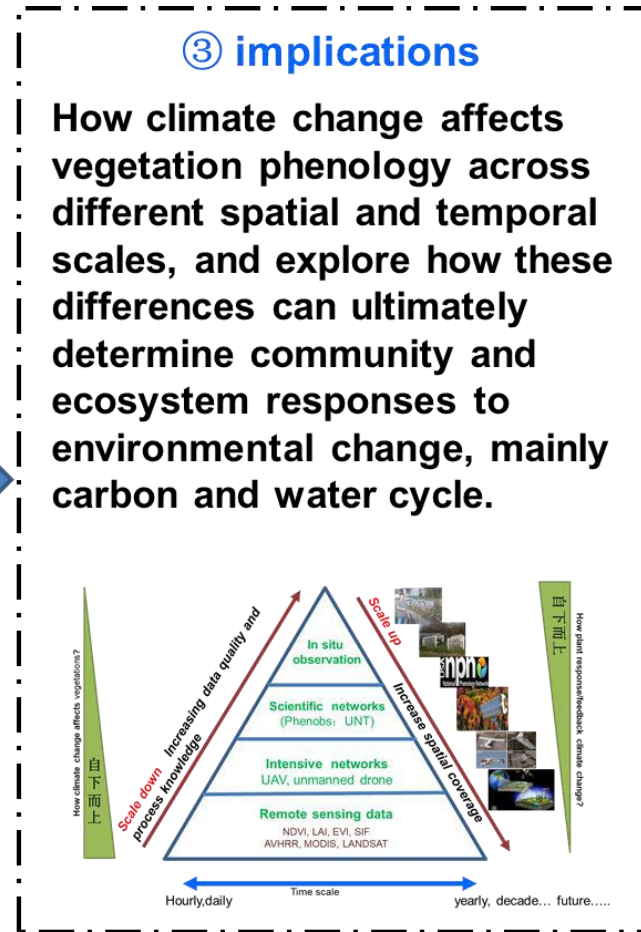 ③ implications
How climate change affects
vegetation phenology across
different spatial and temporal
scales, and explore how these
differences can ultimately
determine community and
ecosystem responses to
environmental change, mainly
carbon and water cycle.
How climate change affects vegetations?
自下而上
Scale down Increasing data quality and
process knowledge
In situ
observation
Scientific networks
(Phenobs: UNT)
Intensive networks
UAV, unmanned drone
Remote sensing data
NDVI, LAI, EVI, SIF
AVHRR, MODIS, LANDSAT
Scale up
Increase spatial coverage
USA
npn
National Phenology Network
自下而上
How plant response/feedback climate change?
Time scale
Hourly,daily
yearly, decade… future…..